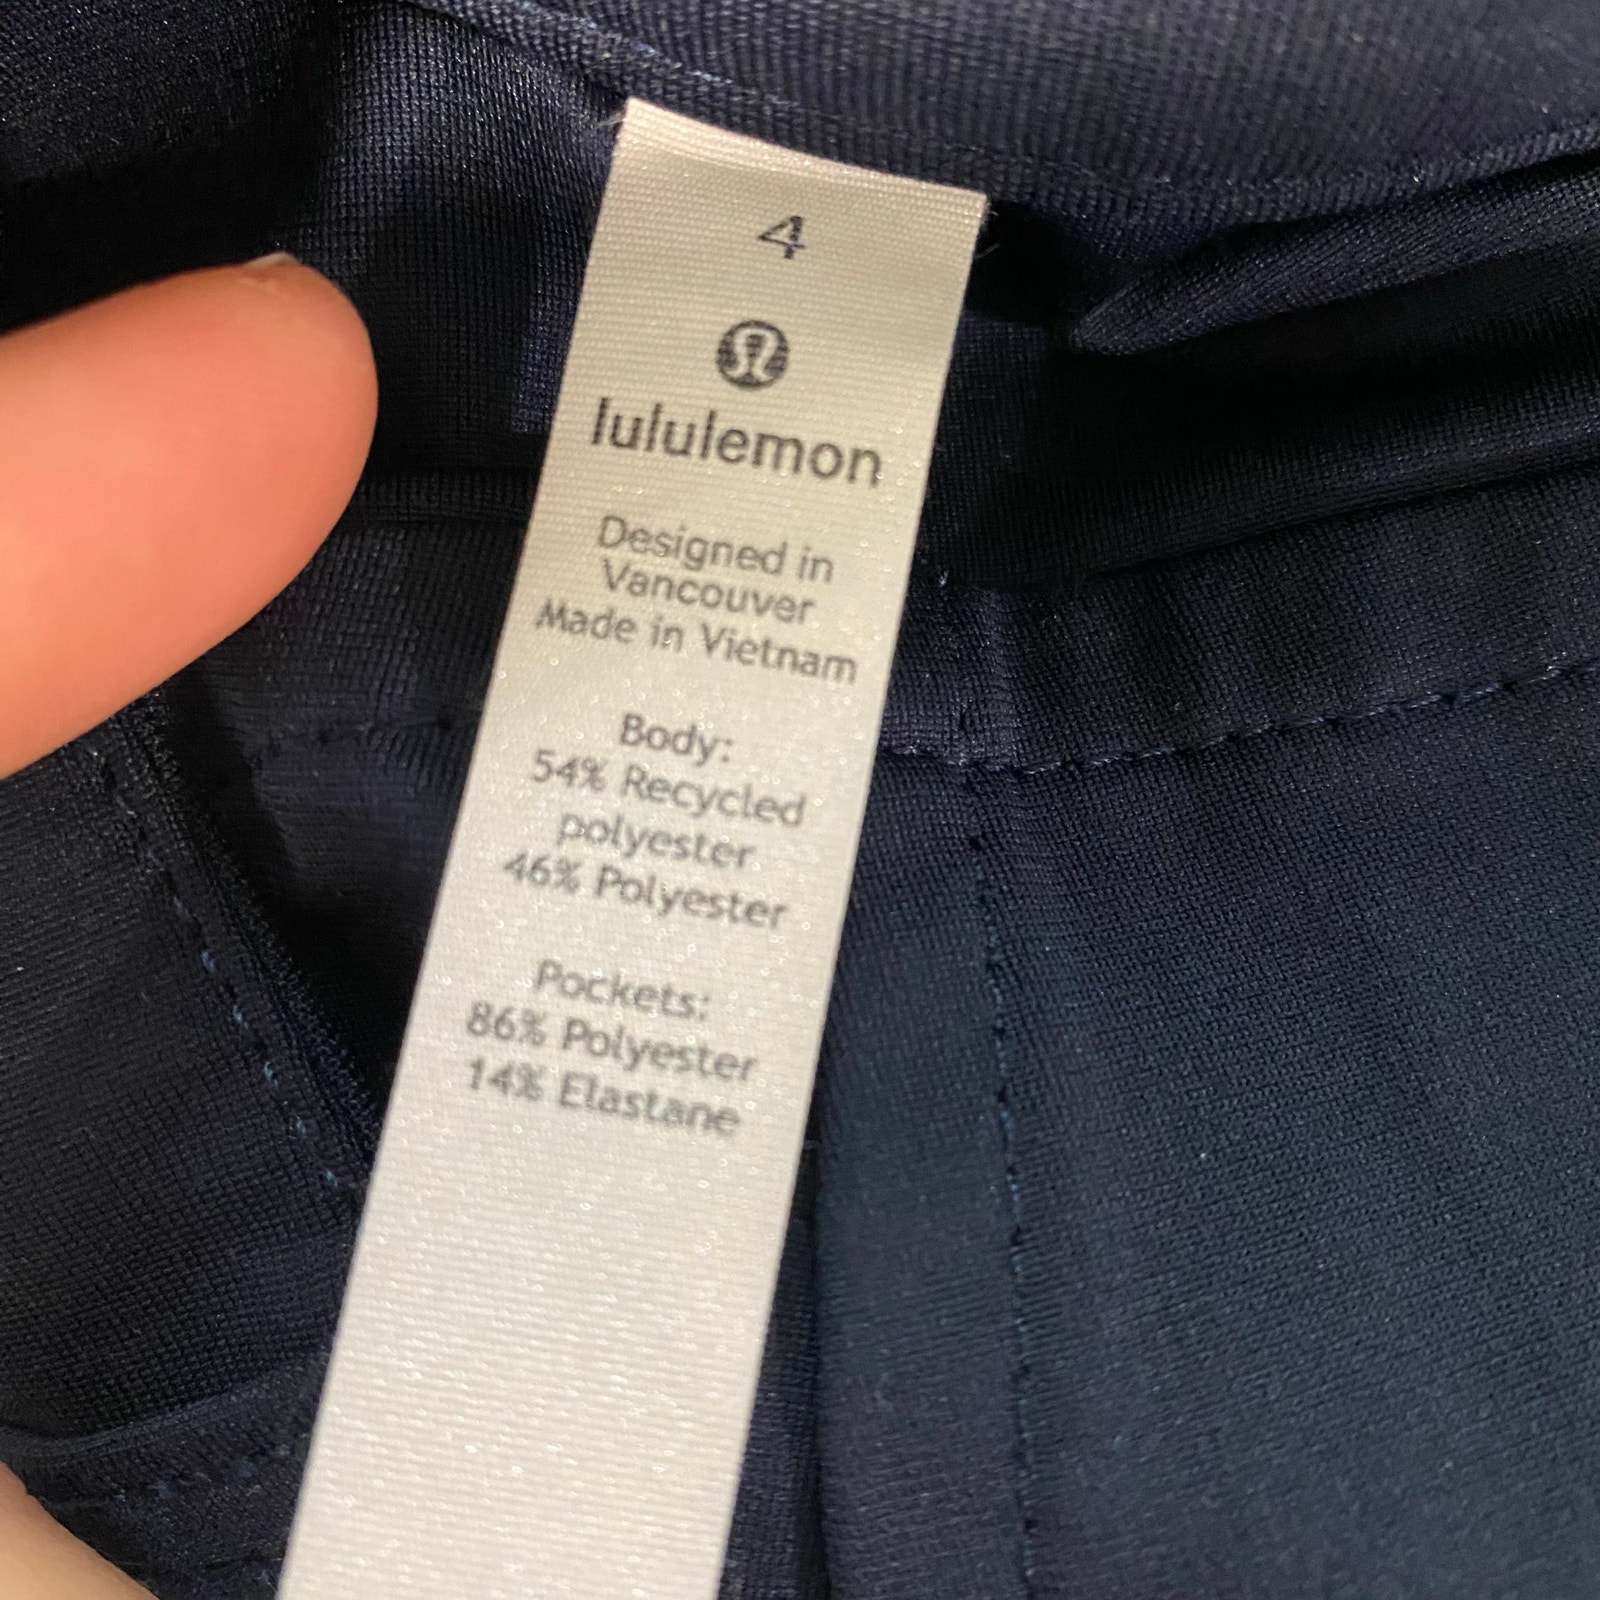 4
lululemon
Designed in
Vancouver
Made in Vietnam
Body:
54% Recycled
polyester
46% Polyester
Pockets:
86% Polyester
14% Elastane